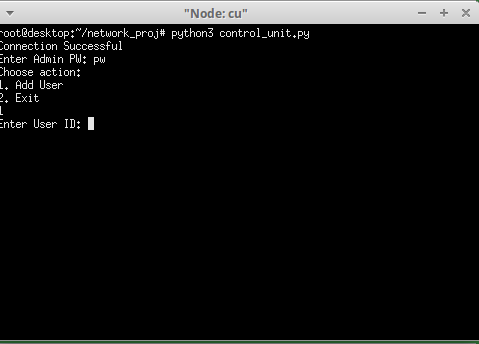 "Node: cu"
root@desktop:~/network_proj# python3 control_unit.py
Connection Successful
Enter Admin PW: pw
Choose action:
1. Add User
2. Exit
1
Enter User ID: